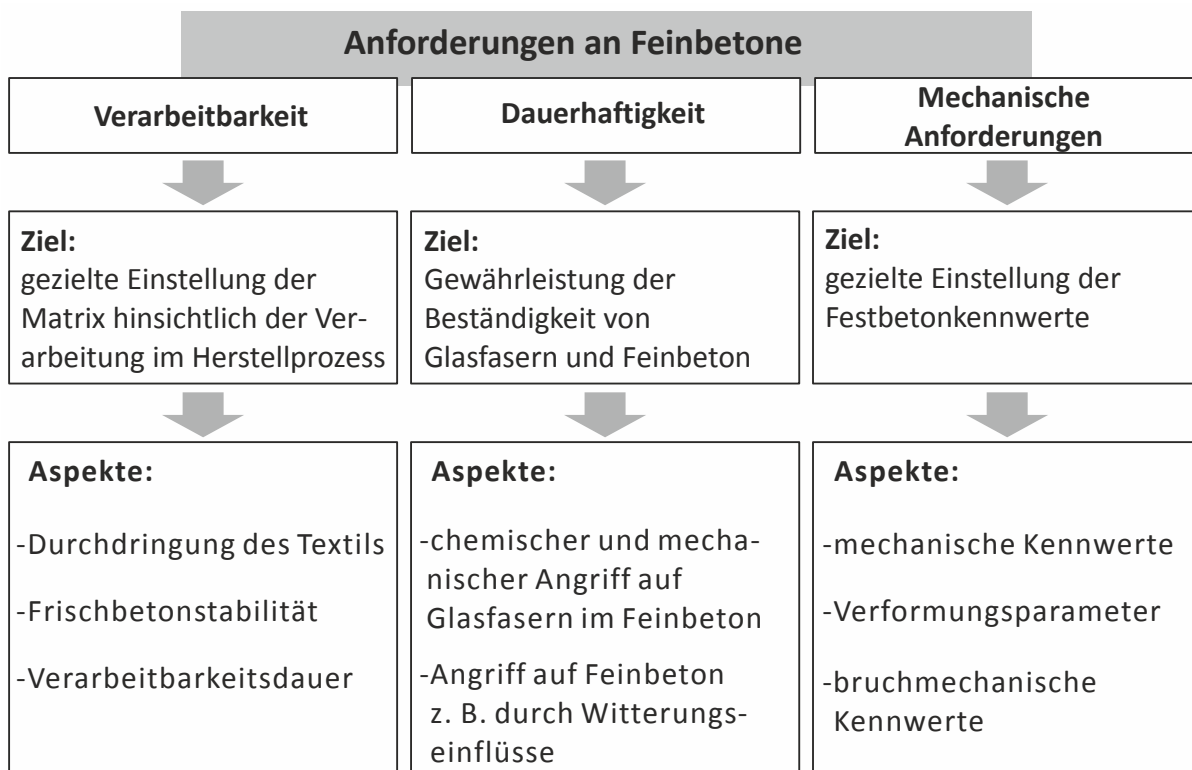 Anforderungen an Feinbetone
Verarbeitbarkeit
Dauerhaftigkeit
Mechanische
Anforderungen
Ziel:
gezielte Einstellung der
Matrix hinsichtlich der Ver-
arbeitung im Herstellprozess
Ziel:
Gewährleistung der
Beständigkeit von
Glasfasern und Feinbeton
Ziel:
gezielte Einstellung der
Festbetonkennwerte
Aspekte:
-Durchdringung des Textils
-Frischbetonstabilität
-Verarbeitbarkeitsdauer
Aspekte:
-chemischer und mecha-
nischer Angriff auf
Glasfasern im Feinbeton
-Angriff auf Feinbeton
z. B. durch Witterungs-
einflüsse
Aspekte:
-mechanische Kennwerte
-Verformungsparameter
-bruchmechanische
Kennwerte